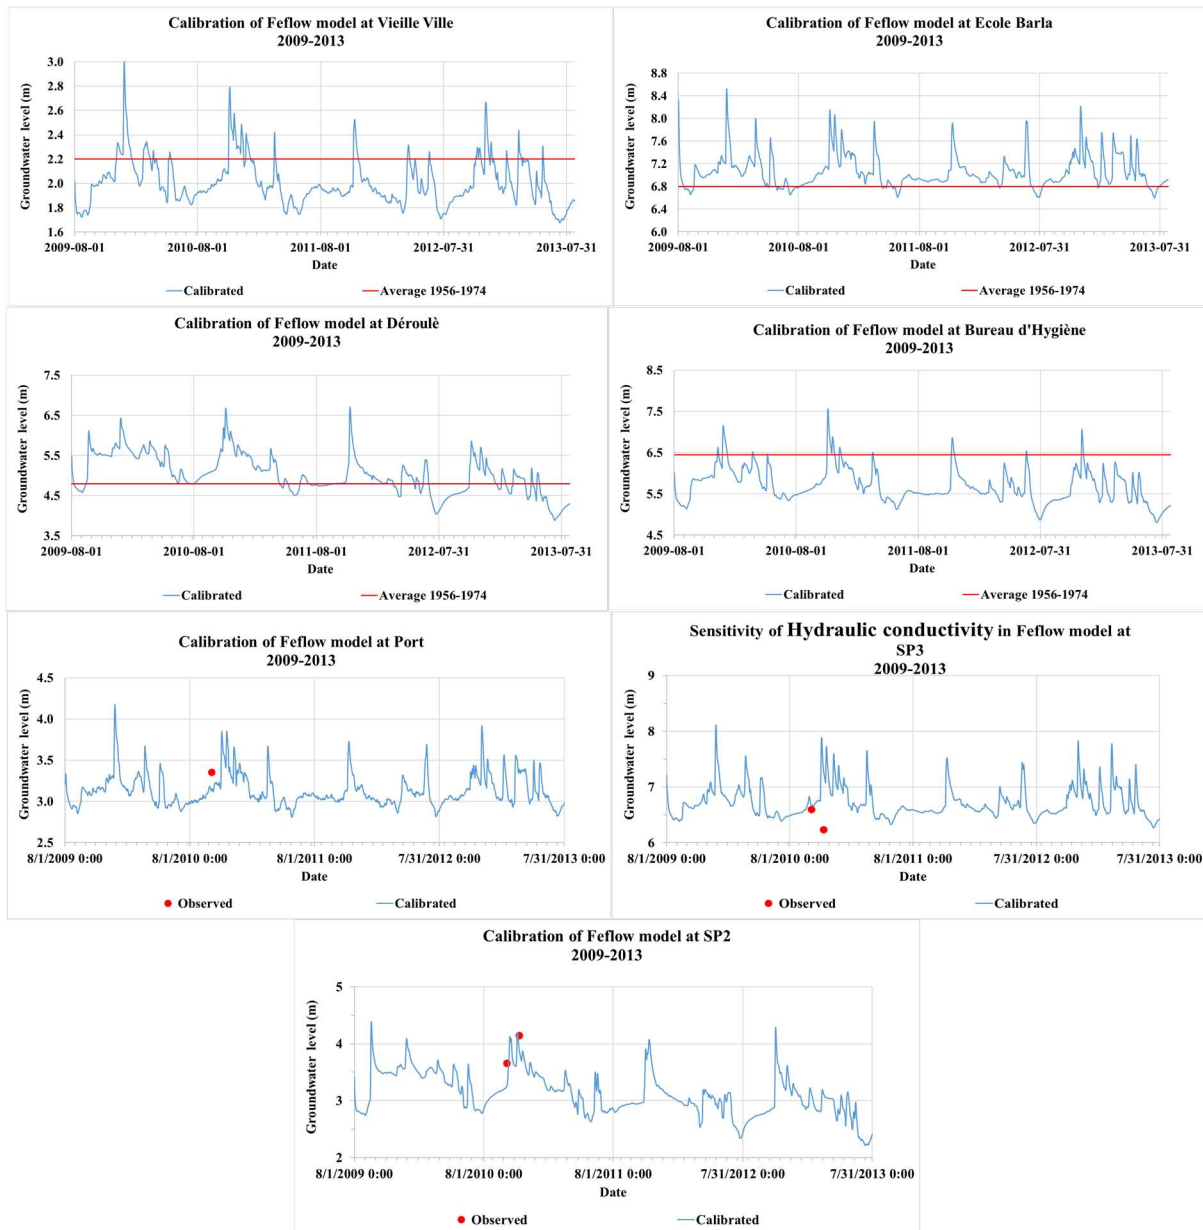 Calibration of Feflow model at Vieille Ville
2009-2013
Groundwater level (m)
3.0
2.8
2.6
2.4
2.2
2.0
1.8
1.6
2009-08-01 2010-08-01 2011-08-01 2012-07-31 2013-07-31
Date
Calibrated Average 1956-1974
Calibration of Feflow model at Ecole Barla
2009-2013
Groundwater level (m)
8.8
8.4
8.0
7.6
7.2
6.8
6.4
6.0
2009-08-01 2010-08-01 2011-08-01 2012-07-31 2013-07-31
Date
Calibrated Average 1956-1974
Calibration of Feflow model at Déroulè
2009-2013
Groundwater level (m)
7.5
6.5
5.5
4.5
3.5
2009-08-01 2010-08-01 2011-08-01 2012-07-31 2013-07-31
Date
Calibrated Average 1956-1974
Calibration of Feflow model at Bureau d'Hygiène
2009-2013
Groundwater level (m)
8.5
7.5
6.5
5.5
4.5
2009-08-01 2010-08-01 2011-08-01 2012-07-31 2013-07-31
Date
Calibrated Average 1956-1974
Calibration of Feflow model at Port
2009-2013
Groundwater level (m)
4.5
4.0
3.5
3.0
2.5
8/1/2009 0:00 8/1/2010 0:00 8/1/2011 0:00 7/31/2012 0:00 7/31/2013 0:00
Date
Observed Calibrated
Sensitivity of Hydraulic conductivity in Feflow model at
SP3
2009-2013
Groundwater level (m)
9
8
7
6
8/1/2009 0:00 8/1/2010 0:00 8/1/2011 0:00 7/31/2012 0:00 7/31/2013 0:00
Date
Observed Calibrated
Calibration of Feflow model at SP2
2009-2013
Groundwater level (m)
5
4
3
2
8/1/2009 0:00 8/1/2010 0:00 8/1/2011 0:00 7/31/2012 0:00 7/31/2013 0:00
Date
Observed Calibrated